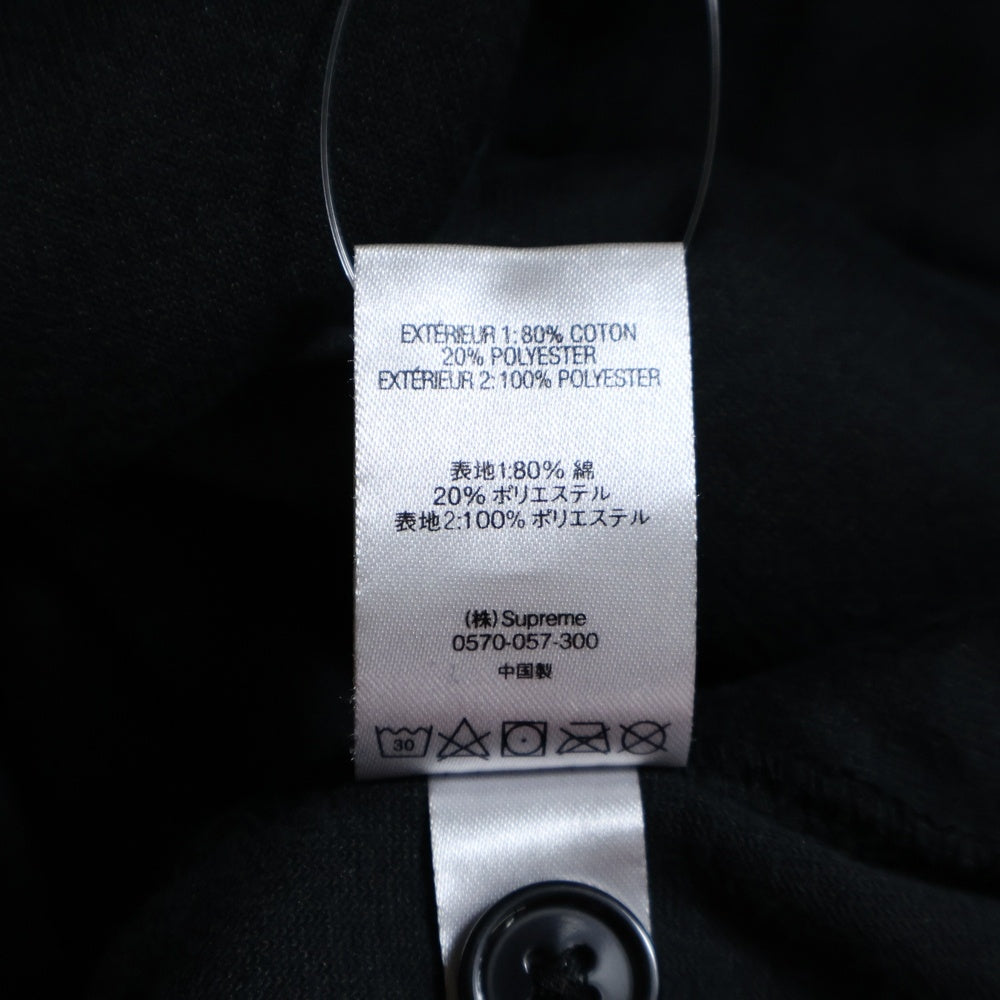 EXTÉRIEUR 1: 80% COTON
20% POLYESTER
EXTÉRIEUR 2: 100% POLYESTER
表地1:80% 綿
20% ポリエステル
表地2:100% ポリエステル
(株)Supreme
0570-057-300
中国製
30